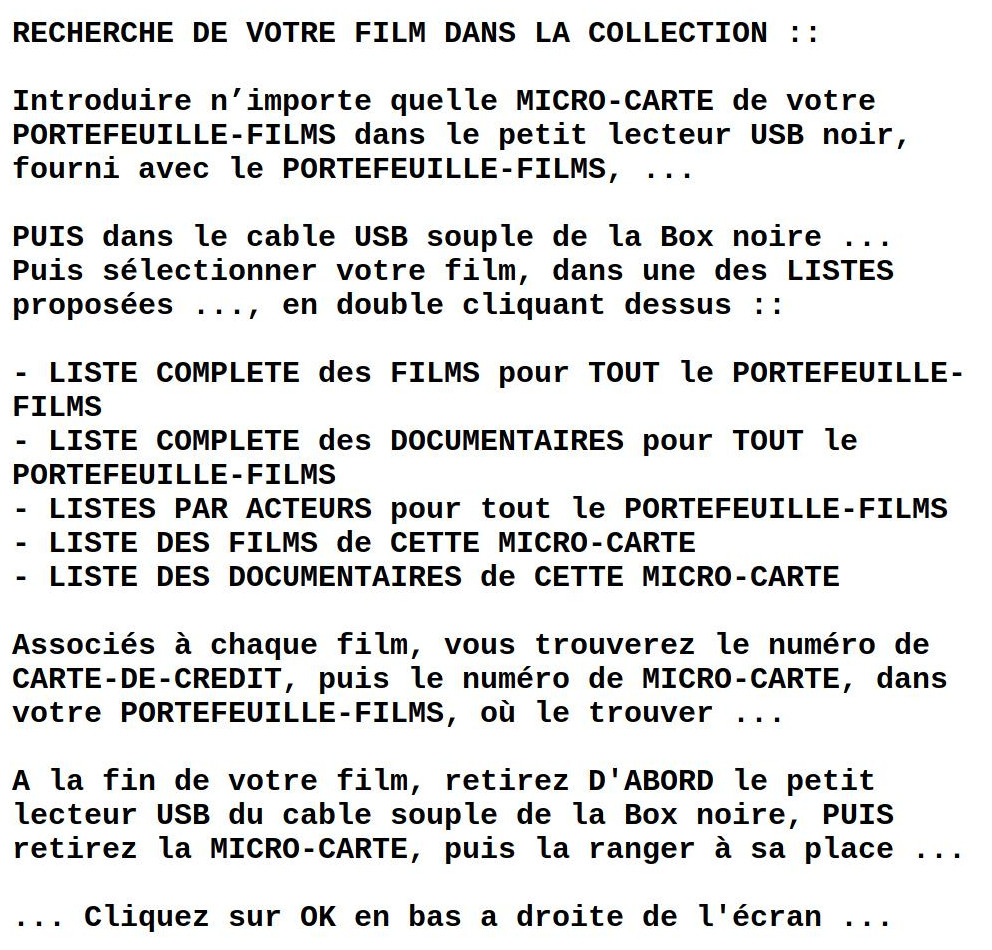 RECHERCHE DE VOTRE FILM DANS LA COLLECTION ::
Introduire n’importe quelle MICRO-CARTE de votre
PORTEFEUILLE-FILMS dans le petit lecteur USB noir,
fourni avec le PORTEFEUILLE-FILMS, ...
PUIS dans le cable USB souple de la Box noire ...
Puis sélectionner votre film, dans une des LISTES
proposées ..., en double cliquant dessus ::
- LISTE COMPLETE des FILMS pour TOUT le PORTEFEUILLE-
FILMS
- LISTE COMPLETE des DOCUMENTAIRES pour TOUT le
PORTEFEUILLE-FILMS
- LISTES PAR ACTEURS pour tout le PORTEFEUILLE-FILMS
- LISTE DES FILMS de CETTE MICRO-CARTE
- LISTE DES DOCUMENTAIRES de CETTE MICRO-CARTE
Associés à chaque film, vous trouverez le numéro de
CARTE-DE-CREDIT, puis le numéro de MICRO-CARTE, dans
votre PORTEFEUILLE-FILMS, où le trouver ...
A la fin de votre film, retirez D'ABORD le petit
lecteur USB du cable souple de la Box noire, PUIS
retirez la MICRO-CARTE, puis la ranger à sa place ...
... Cliquez sur OK en bas a droite de l'écran ...